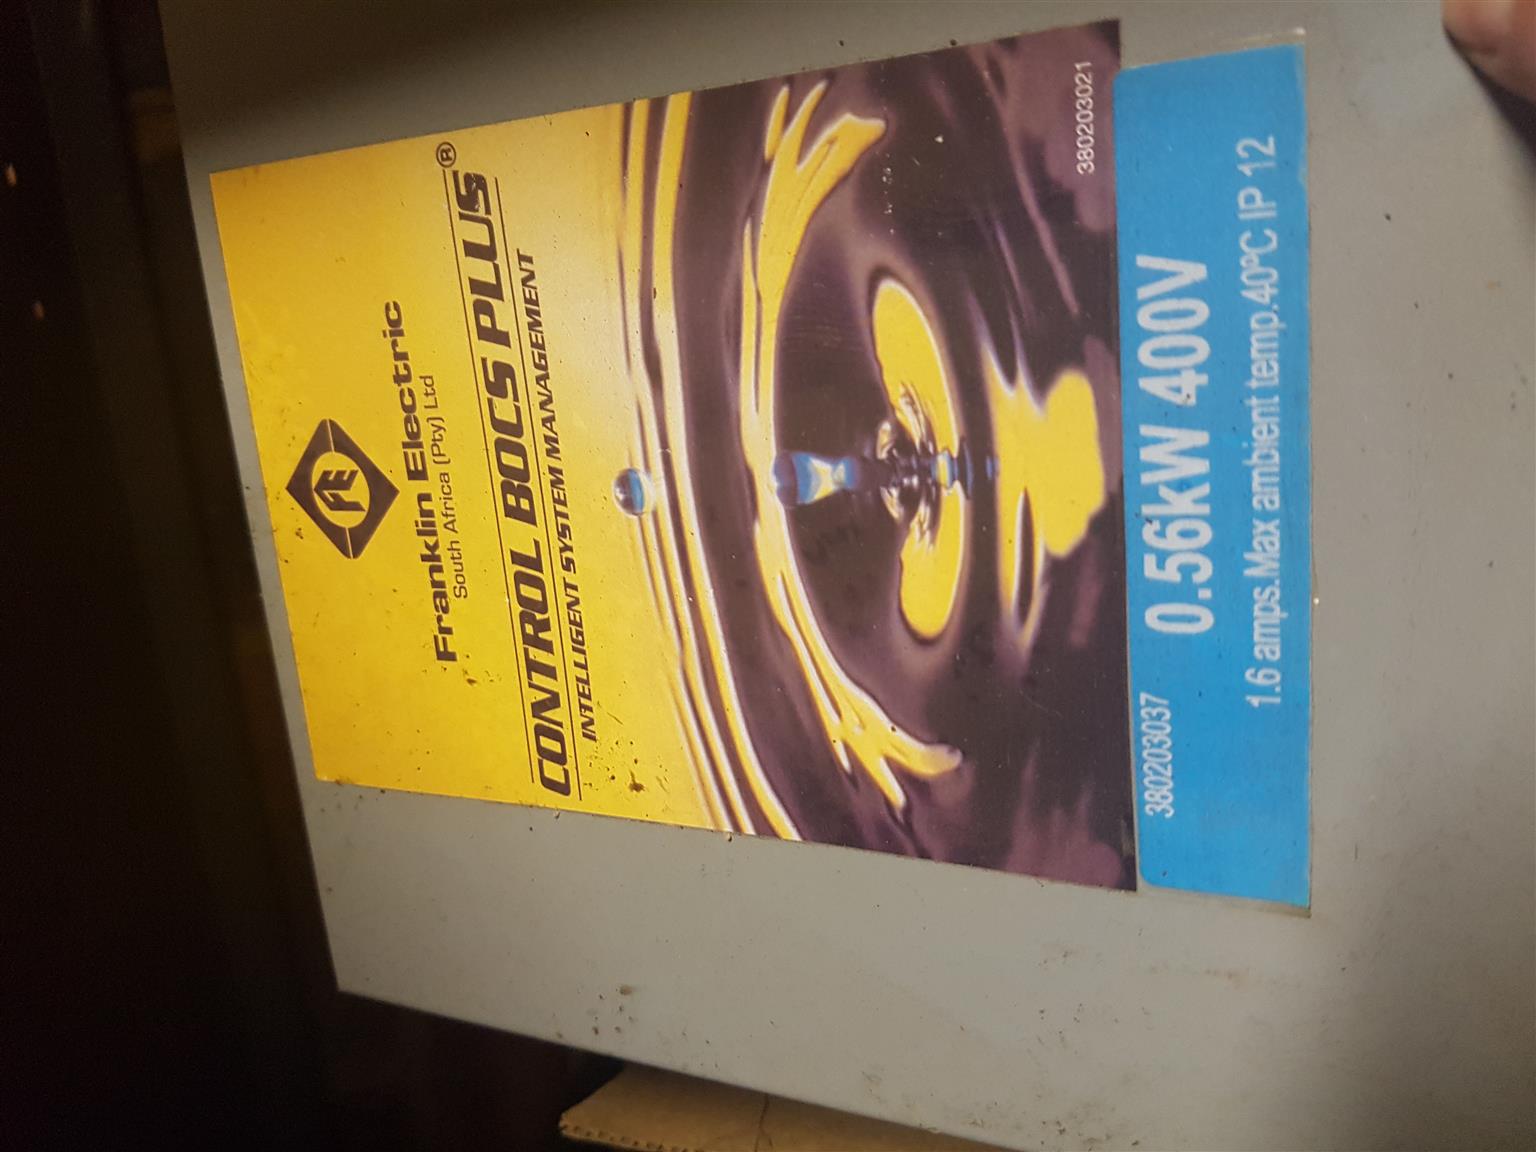 FE
Franklin Electric
South Africa (Pty) Ltd
CONTROL BOCS PLUS®
INTELLIGENT SYSTEM MANAGEMENT
380203021
380203037 0.56kW 400V
1.6 amps.Max ambient temp.40ºC IP 12